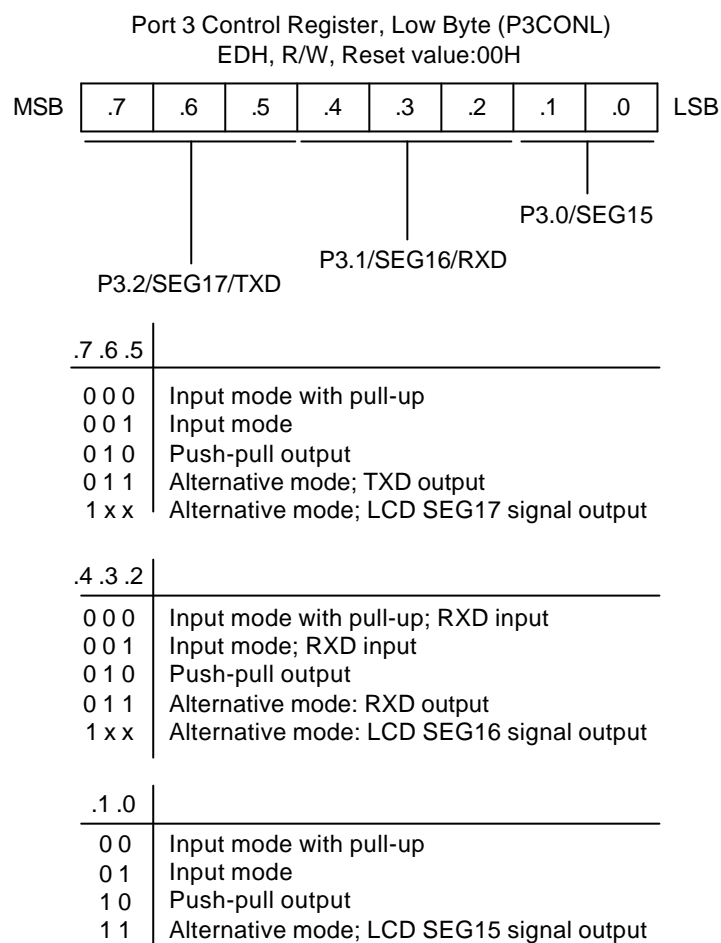 Port 3 Control Register, Low Byte (P3CONL)
EDH, R/W, Reset value:00H
MSB .7 .6 .5 .4 .3 .2 .1 .0 LSB
P3.0/SEG15
P3.1/SEG16/RXD
P3.2/SEG17/TXD
.7 .6 .5
0 0 0 Input mode with pull-up
0 0 1 Input mode
0 1 0 Push-pull output
0 1 1 Alternative mode; TXD output
1 x x Alternative mode; LCD SEG17 signal output
.4 .3 .2
0 0 0 Input mode with pull-up; RXD input
0 0 1 Input mode; RXD input
0 1 0 Push-pull output
0 1 1 Alternative mode: RXD output
1 x x Alternative mode: LCD SEG16 signal output
.1 .0
0 0 Input mode with pull-up
0 1 Input mode
1 0 Push-pull output
1 1 Alternative mode; LCD SEG15 signal output